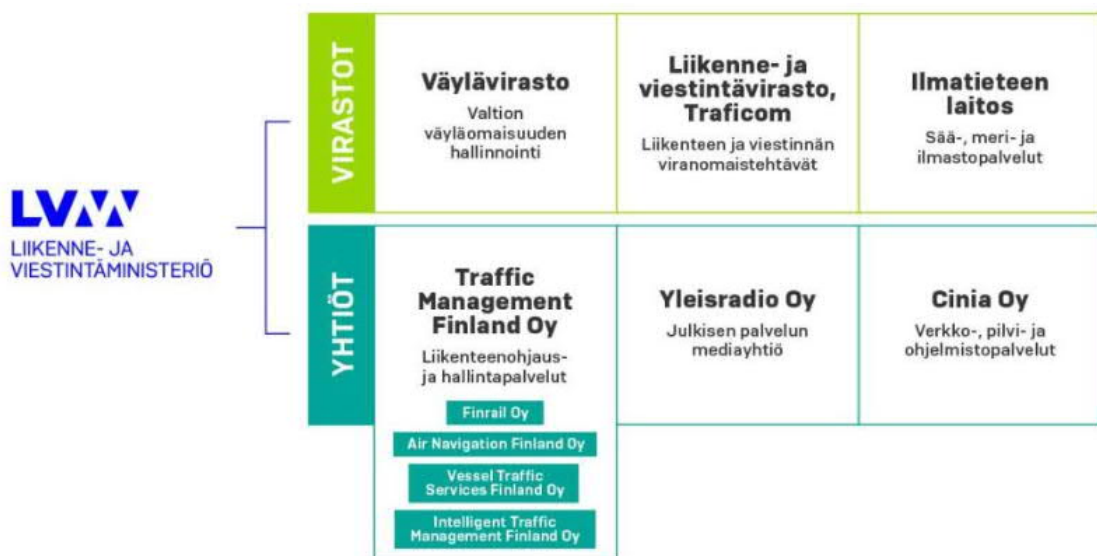 LVM
LIIKENNE- JA
VIESTINTÄMINISTERIÖ
VIRASTOT
Väylävirasto
Valtion
väyläomaisuuden
hallinnointi
Liikenne- ja
viestintävirasto,
Traficom
Liikenteen ja viestinnän
viranomaistehtävät
Ilmatieteen
laitos
Sää-, meri- ja
ilmastopalvelut
YHTIÖT
Traffic
Management
Finland Oy
Liikenteenohjaus-
ja hallintapalvelut
Finrail Oy
Air Navigation Finland Oy
Vessel Traffic
Services Finland Oy
Intelligent Traffic
Management Finland Oy
Yleisradio Oy
Julkisen palvelun
mediayhtiö
Cinia Oy
Verkko-, pilvi- ja
ohjelmistopalvelut